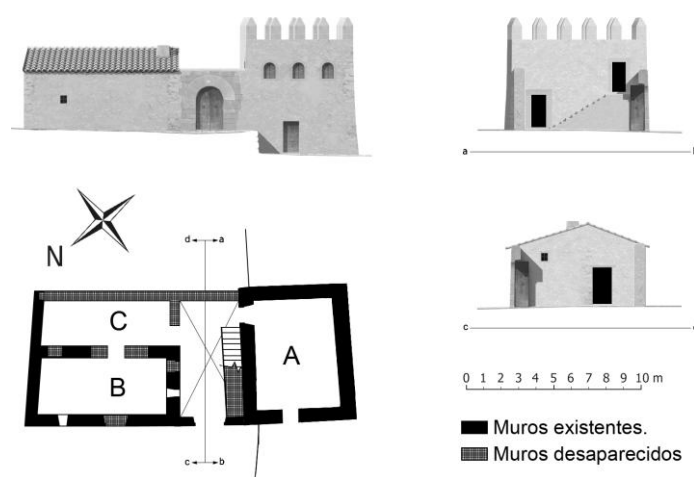 a
N
d a
C
A
B
c b
c
0 1 2 3 4 5 6 7 8 9 10 m
Muros existentes.
Muros desaparecidos